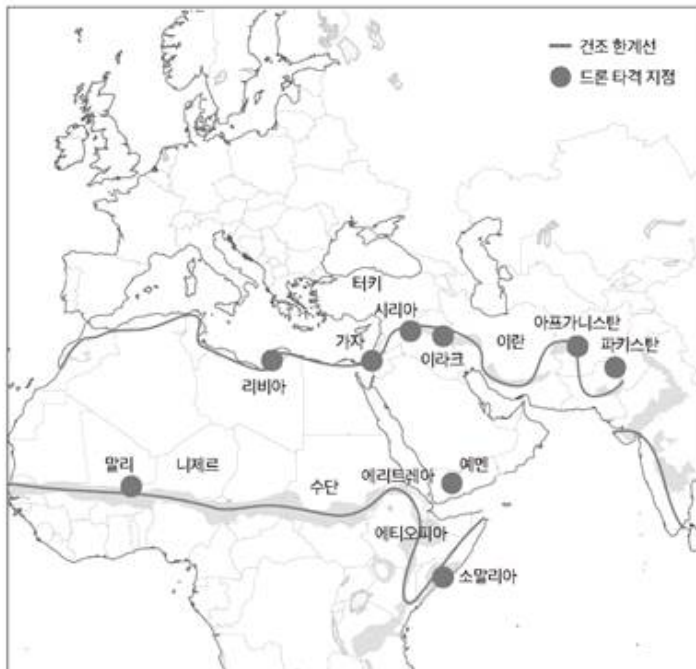 건조 한계선
드론 타격 지점
터키
시리아
아프가니스탄
가자
이란
파키스탄
이라크
리비아
말리
니제르
예멘
에리트레아
수단
에티오피아
소말리아